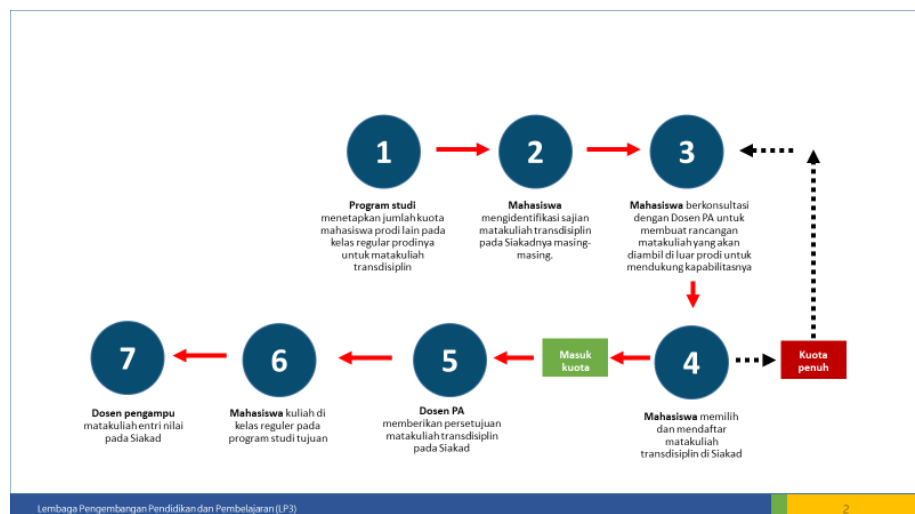 1
2
3
Program studi
menetapkan jumlah kuota
mahasiswa prodi lain pada
kelas regular prodinya
untuk matakuliah
transdisiplin
Mahasiswa
mengidentifikasi sajian
matakuliah transdisiplin
pada Siakadnya masing-
masing.
Mahasiswa berkonsultasi
dengan Dosen PA untuk
membuat rancangan
matakuliah yang akan
diambil di luar prodi untuk
mendukung kapabilitasnya
4
Kuota
penuh
Masuk
kuota
5
6
7
Mahasiswa memilih
dan mendaftar
matakuliah
transdisiplin di Siakad
Dosen PA
memberikan persetujuan
matakuliah transdisiplin
pada Siakad
Mahasiswa kuliah di
kelas reguler pada
program studi tujuan
Dosen pengampu
matakuliah entri nilai
pada Siakad
Lembaga Pengembangan Pendidikan dan Pembelajaran (LP3)
2